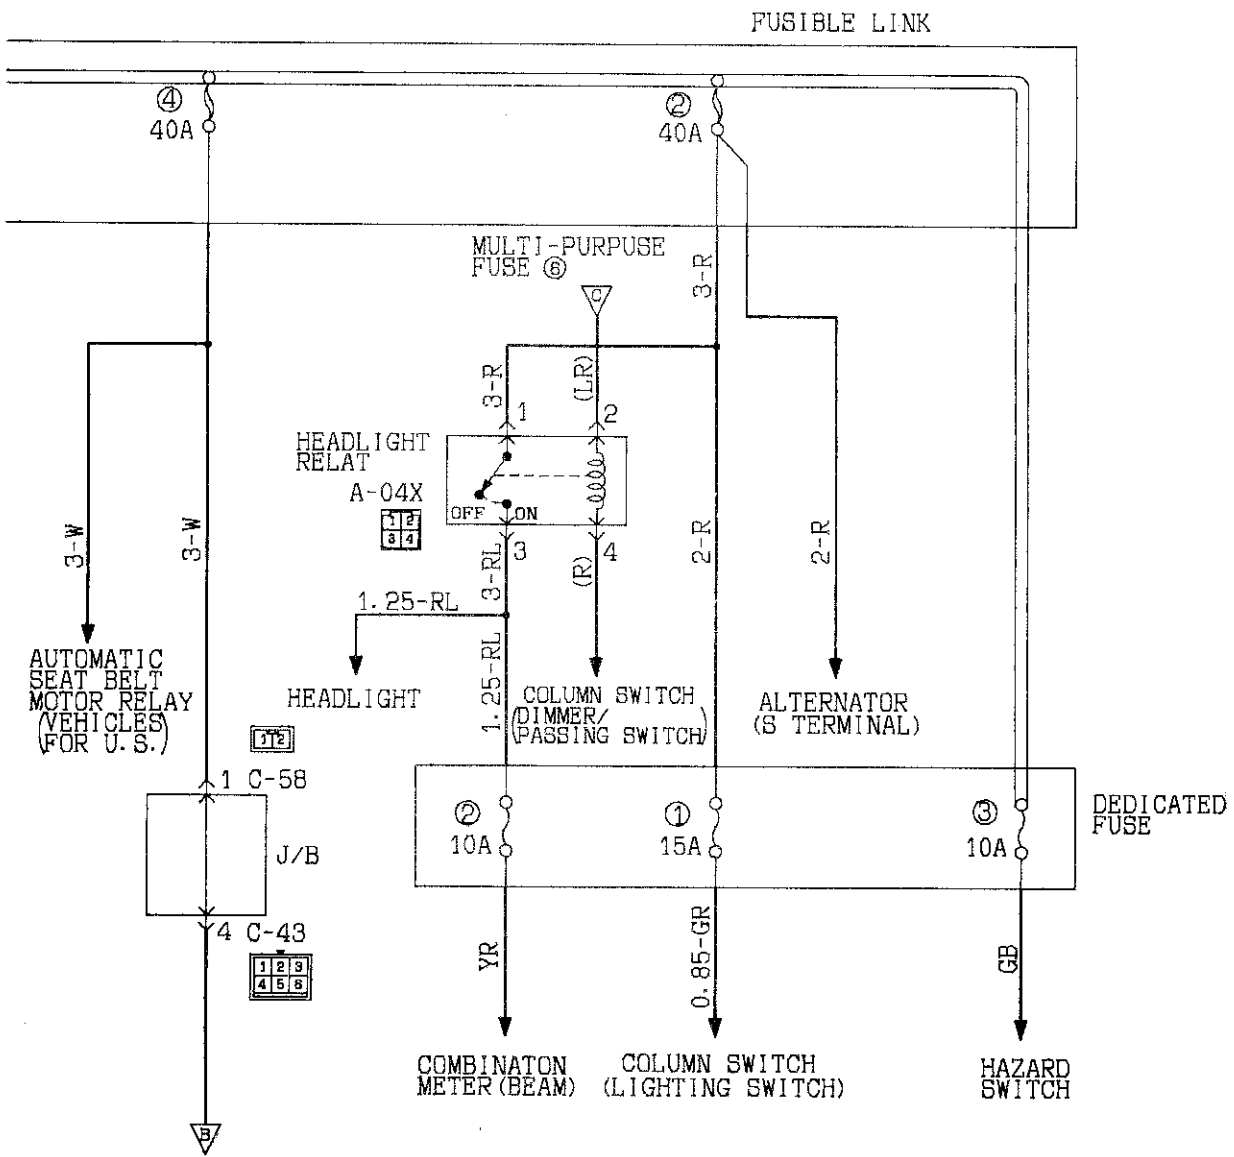 FUSIBLE LINK
④
40A
②
40A
MULTI-PURPUSE
FUSE ⑥
C
3-R
3-R
(LR)
1
2
HEADLIGHT
RELAT
A-04X
1 2
3 4
OFF
ON
3
4
3-W
3-W
3-RL
(R)
2-R
2-R
1.25-RL
1.25-RL
AUTOMATIC
SEAT BELT
MOTOR RELAY
(VEHICLES)
(FOR U.S.)
HEADLIGHT
COLUMN SWITCH
(DIMMER/
PASSING SWITCH)
ALTERNATOR
(S TERMINAL)
1 2
1 C-58
J/B
4 C-43
1 2 3
4 5 6
②
10A
①
15A
③
10A
DEDICATED
FUSE
YR
0.85-GR
GB
COMBINATON
METER(BEAM)
COLUMN SWITCH
(LIGHTING SWITCH)
HAZARD
SWITCH
B